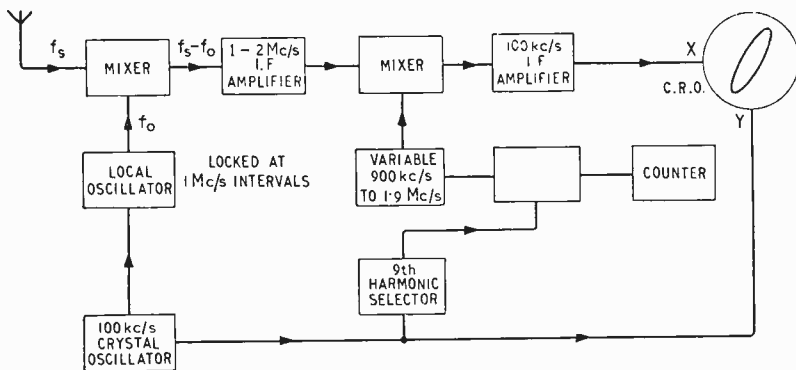 fs
MIXER
fs-fo
1-2 Mc/s
I.F
AMPLIFIER
MIXER
100 kc/s
I F
AMPLIFIER
X
C.R.O.
Y
fo
LOCAL
OSCILLATOR
LOCKED AT
1 Mc/s INTERVALS
VARIABLE
900 kc/s
TO 1·9 Mc/s
COUNTER
9th
HARMONIC
SELECTOR
100 kc/s
CRYSTAL
OSCILLATOR